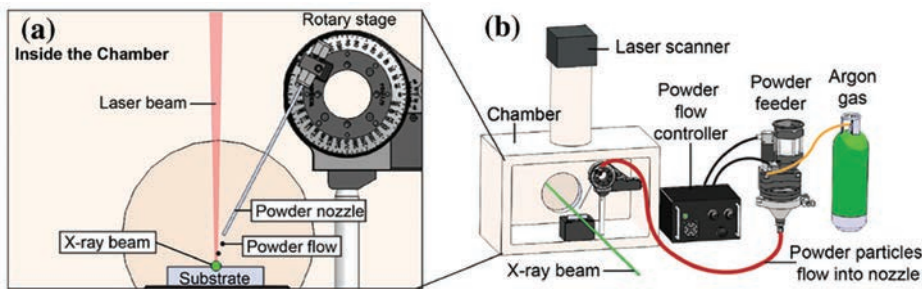 (a)
Rotary stage
Inside the Chamber
Laser beam
Powder nozzle
X-ray beam
Powder flow
Substrate
(b)
Laser scanner
Chamber
Powder
flow
controller
Powder
feeder
Argon
gas
X-ray beam
Powder particles
flow into nozzle